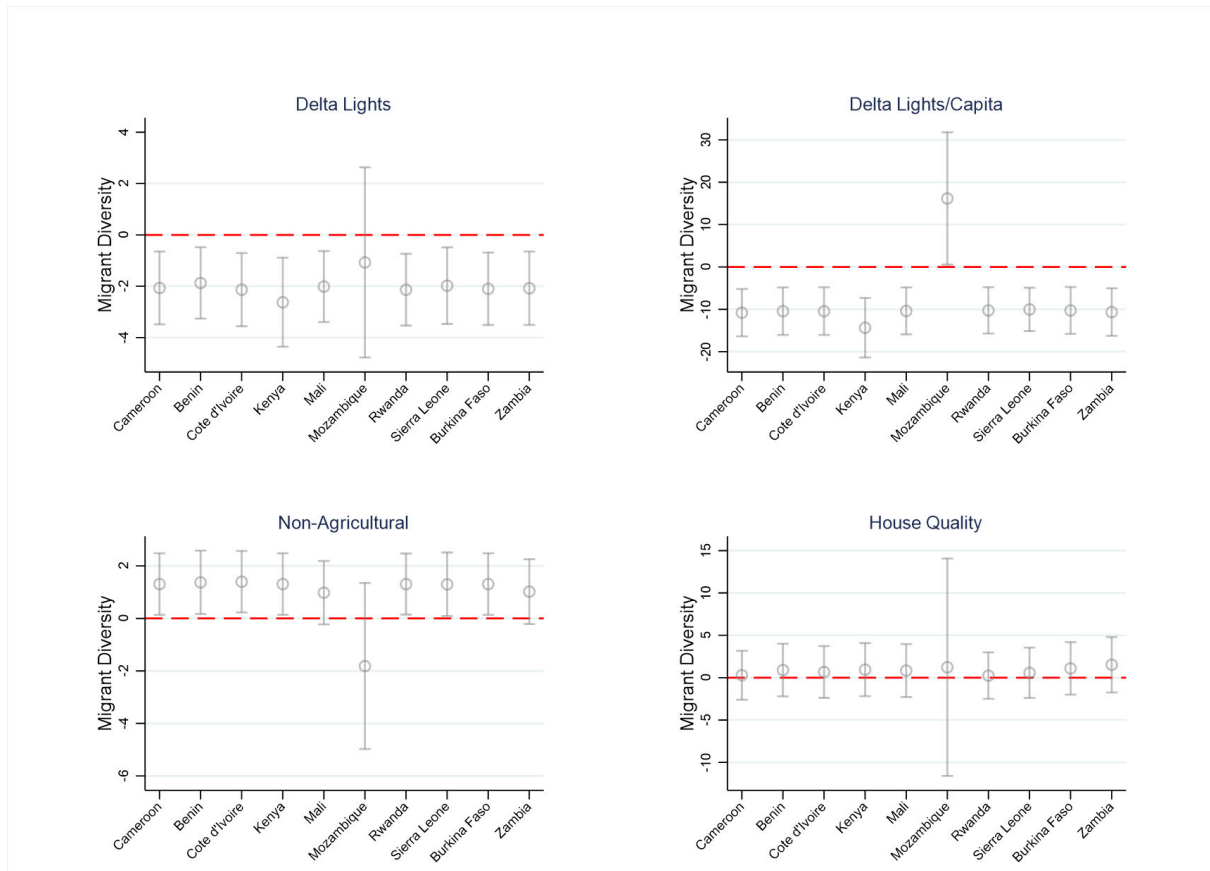 Delta Lights
Migrant Diversity
4
2
0
-2
-4
Cameroon
Benin
Cote d'Ivoire
Kenya
Mali
Mozambique
Rwanda
Sierra Leone
Burkina Faso
Zambia
Delta Lights/Capita
Migrant Diversity
30
20
10
0
-10
-20
Cameroon
Benin
Cote d'Ivoire
Kenya
Mali
Mozambique
Rwanda
Sierra Leone
Burkina Faso
Zambia
Non-Agricultural
Migrant Diversity
2
0
-2
-4
-6
Cameroon
Benin
Cote d'Ivoire
Kenya
Mali
Mozambique
Rwanda
Sierra Leone
Burkina Faso
Zambia
House Quality
Migrant Diversity
15
10
5
0
-5
-10
Cameroon
Benin
Cote d'Ivoire
Kenya
Mali
Mozambique
Rwanda
Sierra Leone
Burkina Faso
Zambia